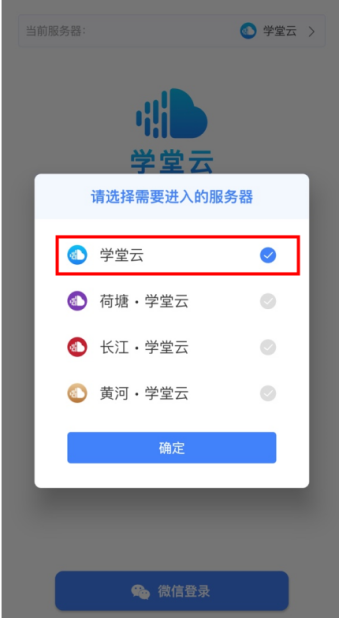 当前服务器:
学堂云
学堂云
请选择需要进入的服务器
学堂云
荷塘·学堂云
长江·学堂云
黄河·学堂云
确定
微信登录